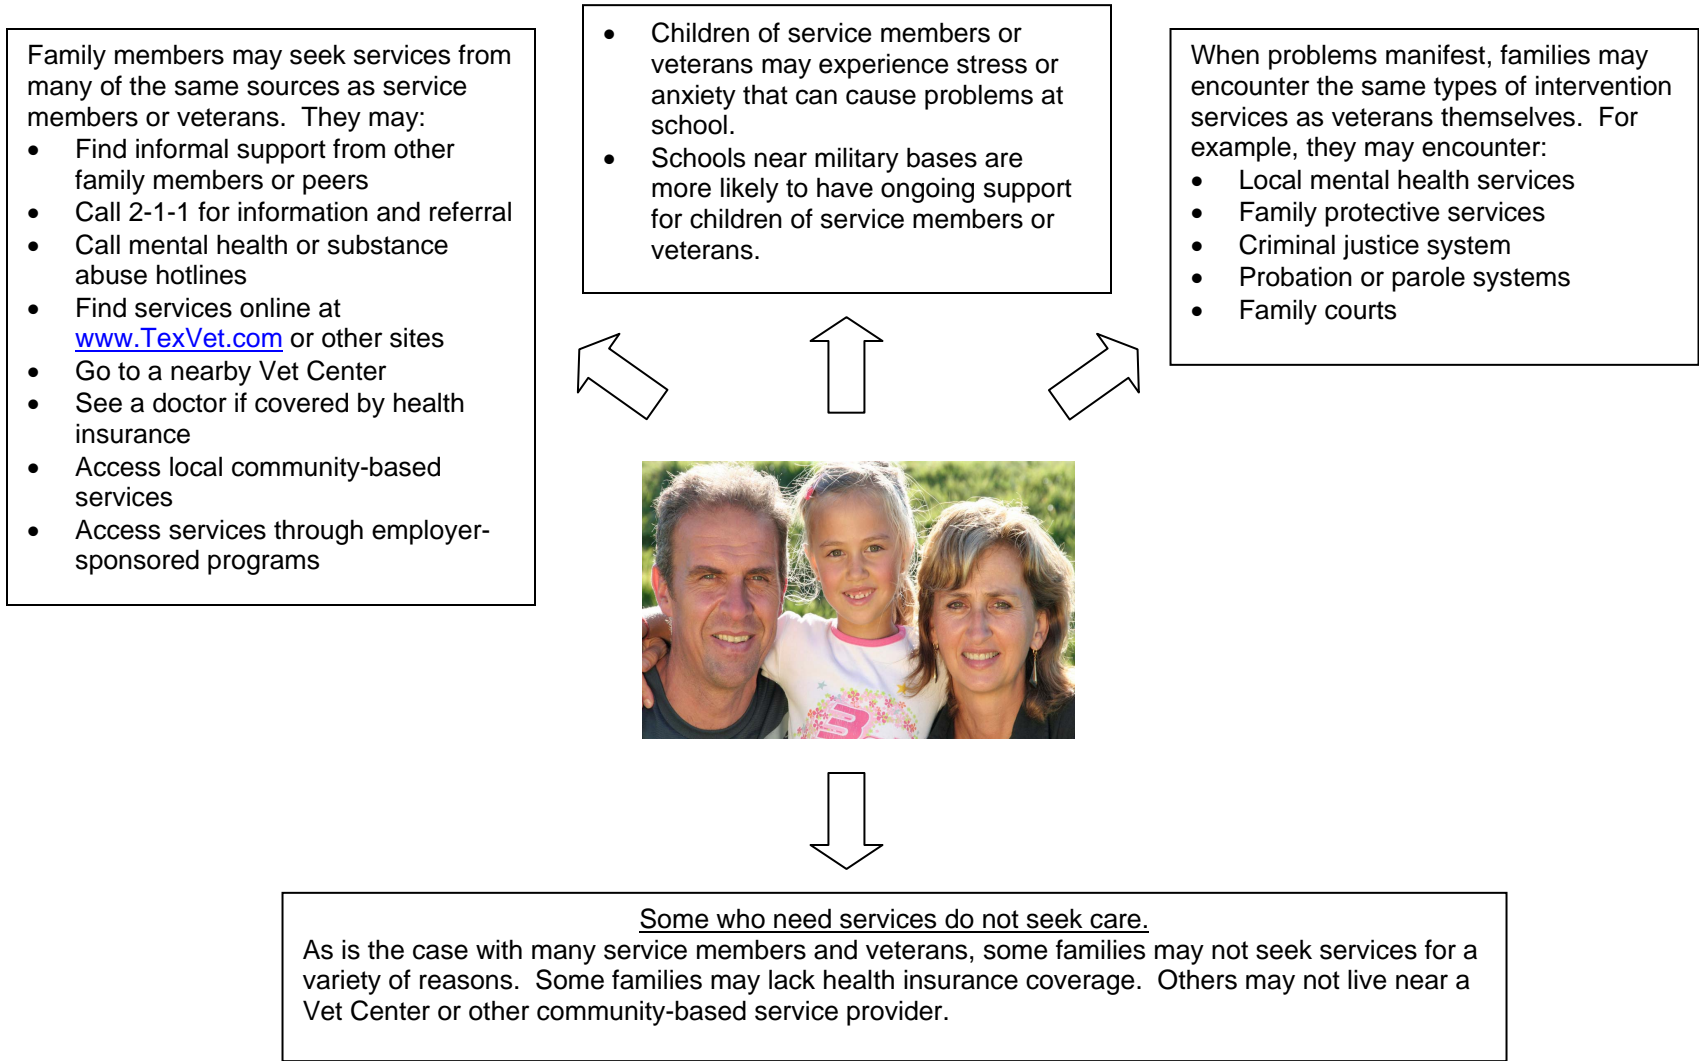 Family members may seek services from
many of the same sources as service
members or veterans.  They may:
• Find informal support from other
family members or peers
• Call 2-1-1 for information and referral
• Call mental health or substance
abuse hotlines
• Find services online at
www.TexVet.com or other sites
• Go to a nearby Vet Center
• See a doctor if covered by health
insurance
• Access local community-based
services
• Access services through employer-
sponsored programs
• Children of service members or
veterans may experience stress or
anxiety that can cause problems at
school.
• Schools near military bases are
more likely to have ongoing support
for children of service members or
veterans.
When problems manifest, families may
encounter the same types of intervention
services as veterans themselves.  For
example, they may encounter:
• Local mental health services
• Family protective services
• Criminal justice system
• Probation or parole systems
• Family courts
Some who need services do not seek care.
As is the case with many service members and veterans, some families may not seek services for a
variety of reasons.  Some families may lack health insurance coverage.  Others may not live near a
Vet Center or other community-based service provider.